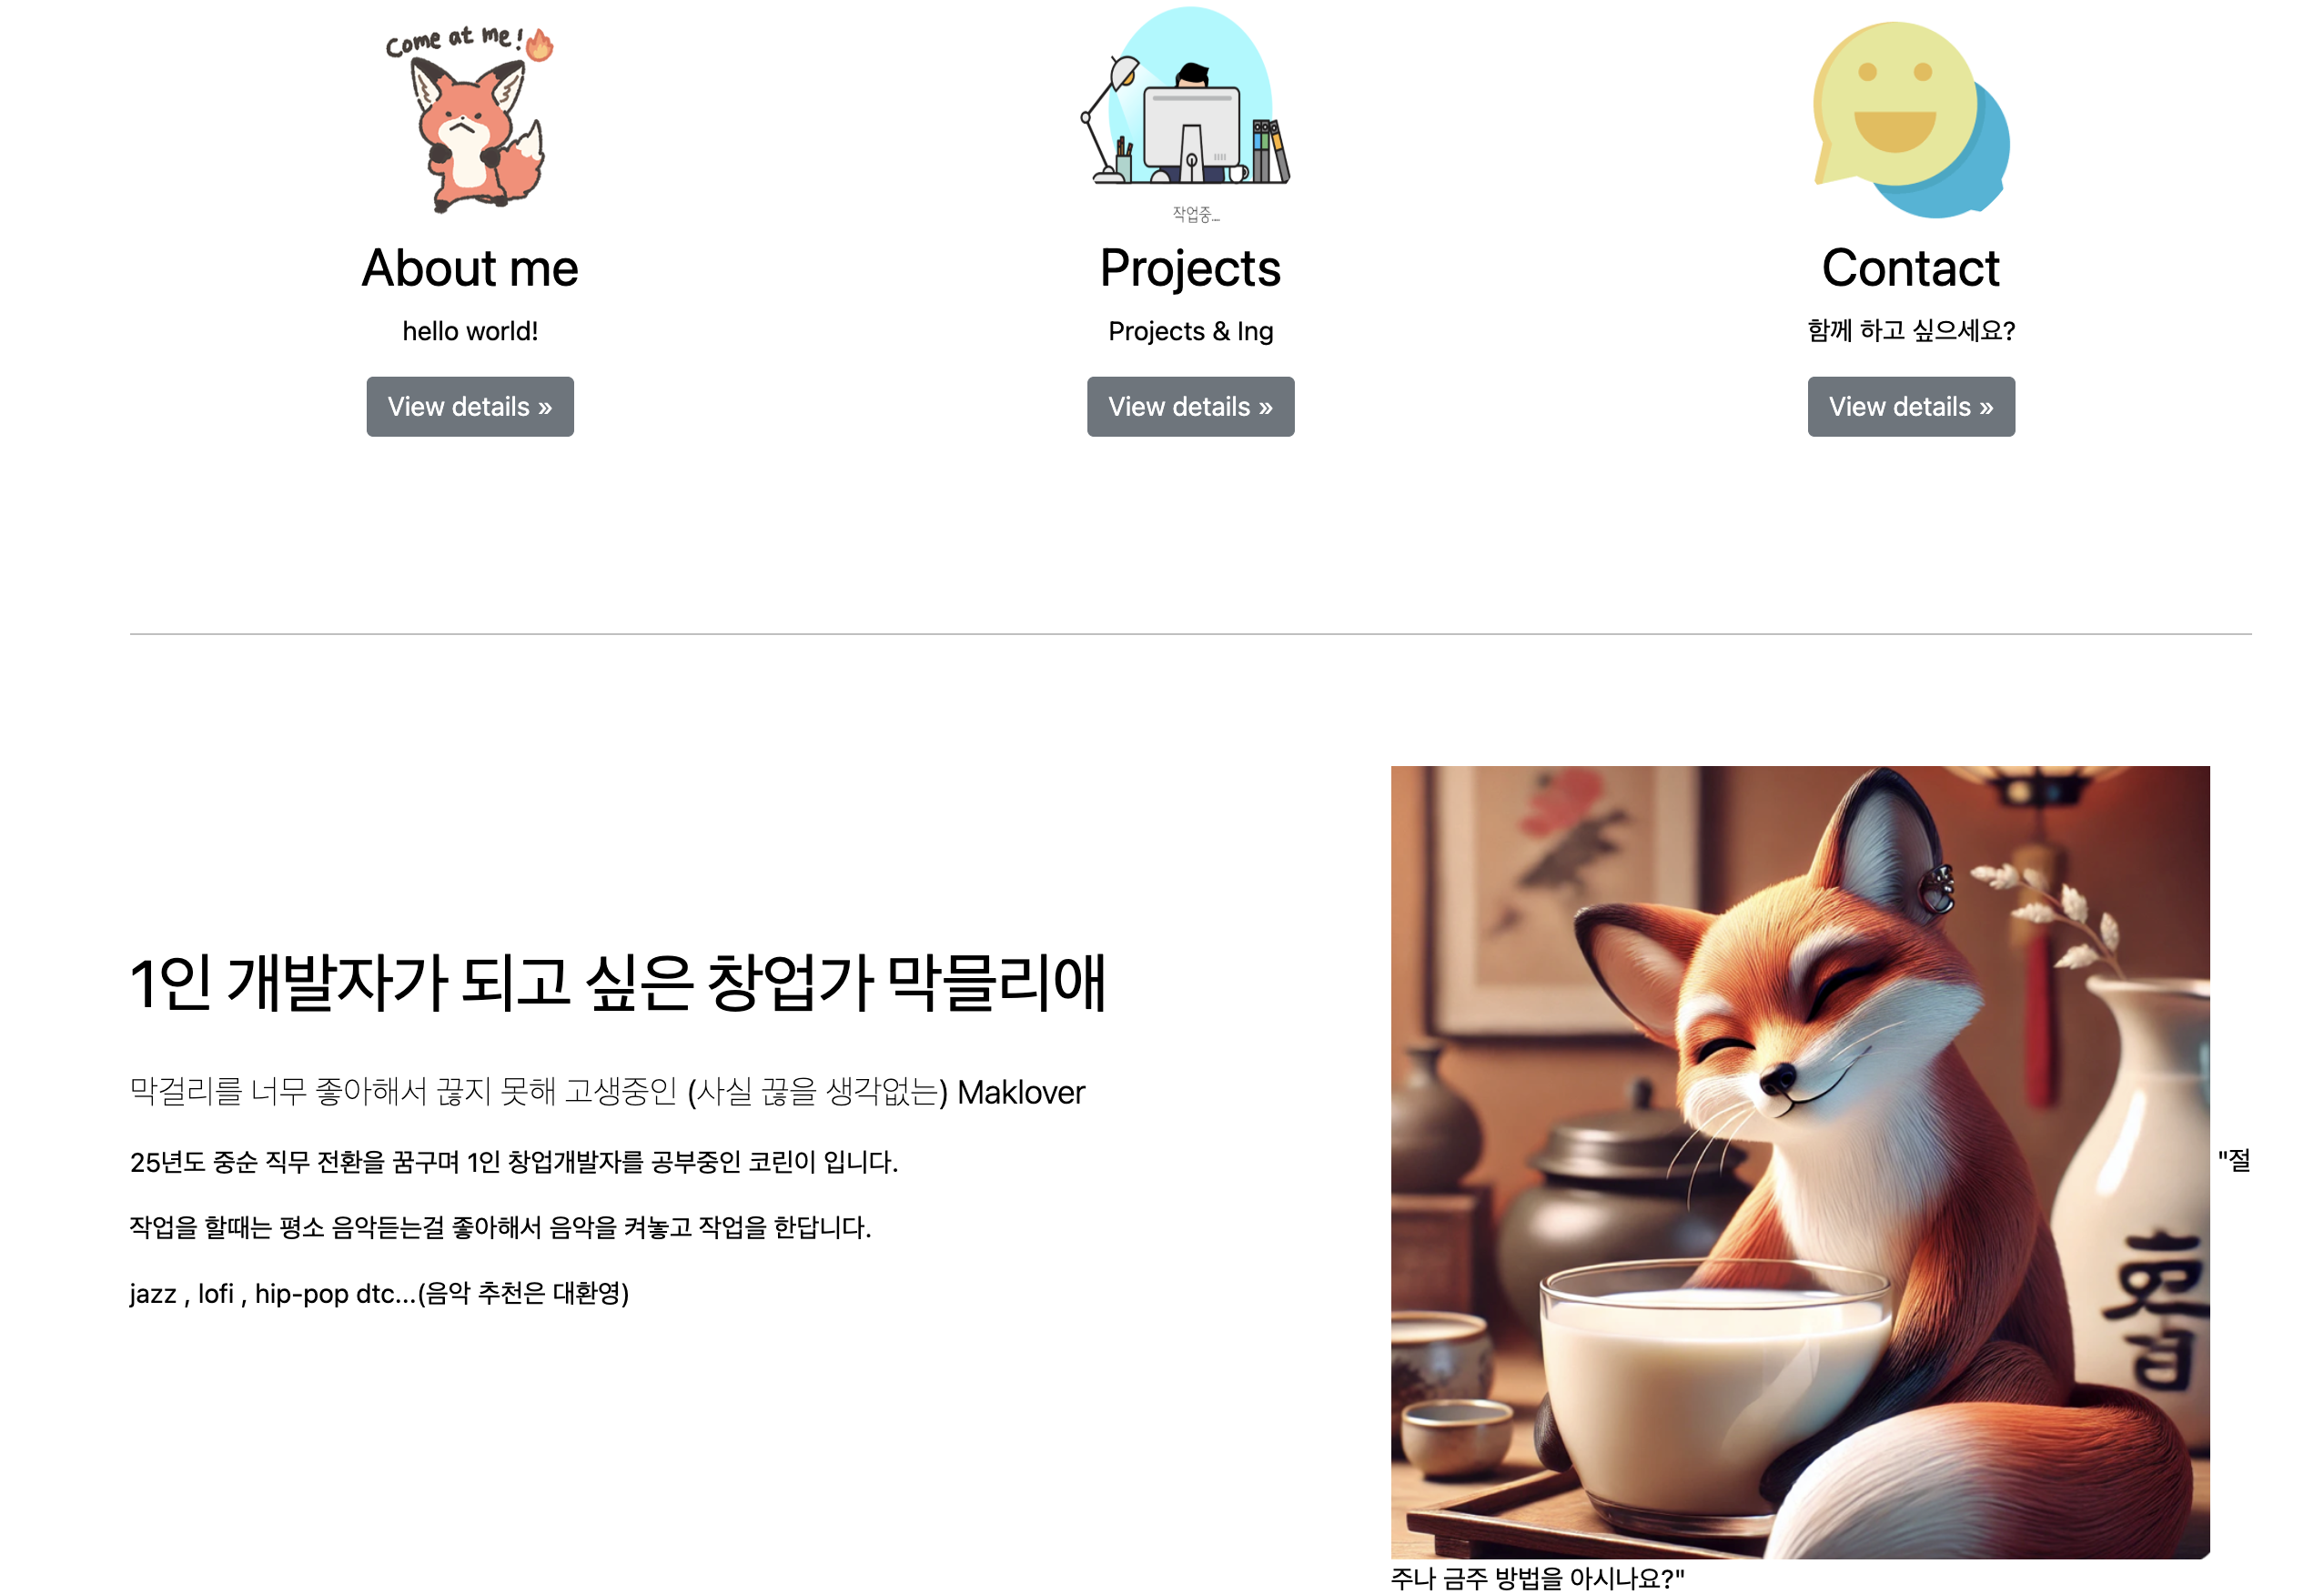 Come at me!
작업중...
About me
Projects
Contact
hello world!
Projects & Ing
함께 하고 싶으세요?
View details »
View details »
View details »
1인 개발자가 되고 싶은 창업가 막믈리애
막걸리를 너무 좋아해서 끊지 못해 고생중인 (사실 끊을 생각없는) Maklover
25년도 중순 직무 전환을 꿈구며 1인 창업개발자를 공부중인 코린이 입니다.
작업을 할때는 평소 음악듣는걸 좋아해서 음악을 켜놓고 작업을 한답니다.
jazz , lofi , hip-pop dtc...(음악 추천은 대환영)
"절
주나 금주 방법을 아시나요?"